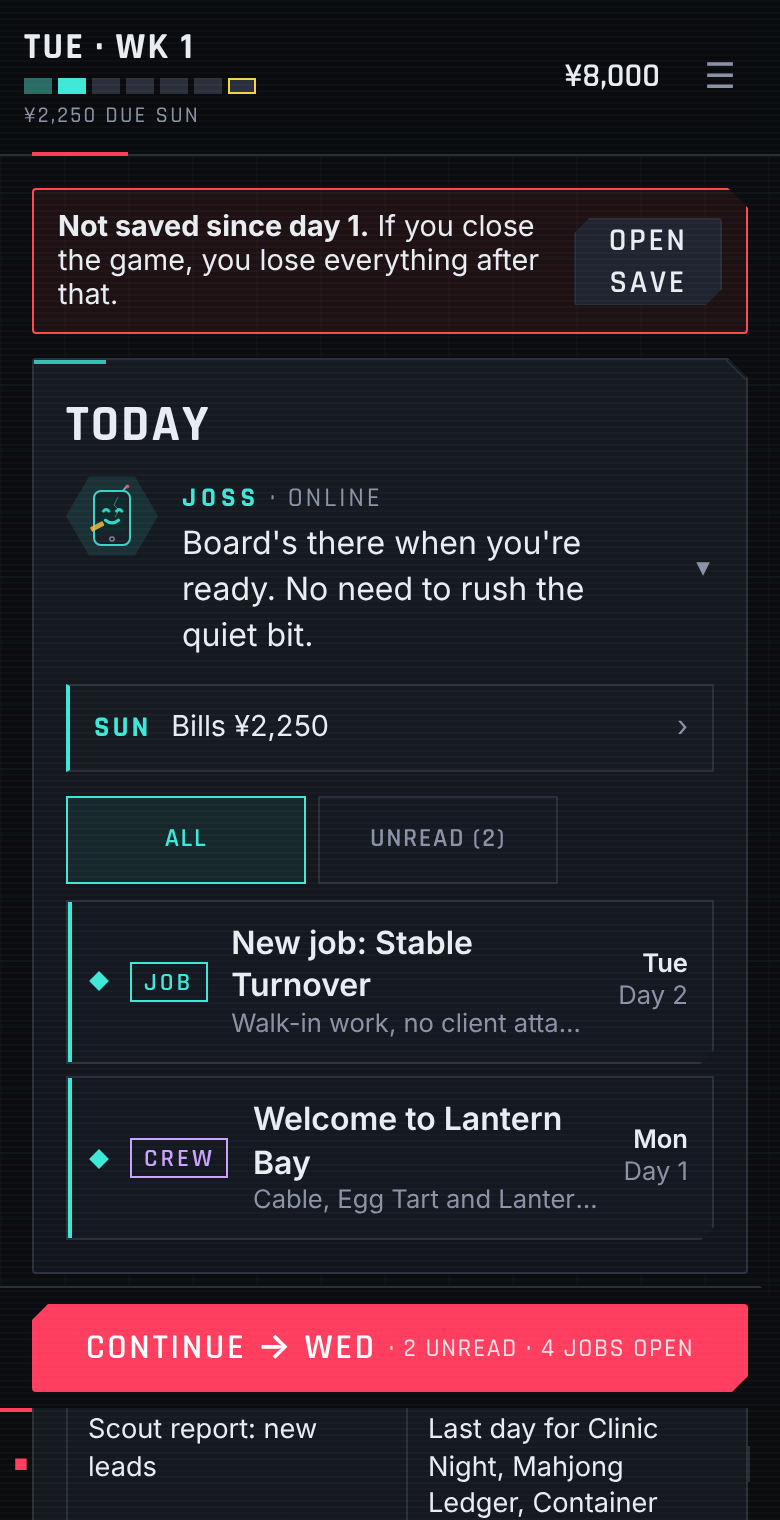 TUE · WK 1
¥2,250 DUE SUN
¥8,000
☰
Not saved since day 1. If you close
the game, you lose everything after
that.
OPEN
SAVE
TODAY
JOSS · ONLINE
Board's there when you're
ready. No need to rush the
quiet bit.
▼
SUN Bills ¥2,250 ›
ALL
UNREAD (2)
◆ JOB
New job: Stable
Turnover
Walk-in work, no client atta...
Tue
Day 2
◆ CREW
Welcome to Lantern
Bay
Cable, Egg Tart and Lanter...
Mon
Day 1
CONTINUE → WED · 2 UNREAD · 4 JOBS OPEN
Scout report: new
leads
Last day for Clinic
Night, Mahjong
Ledger, Container